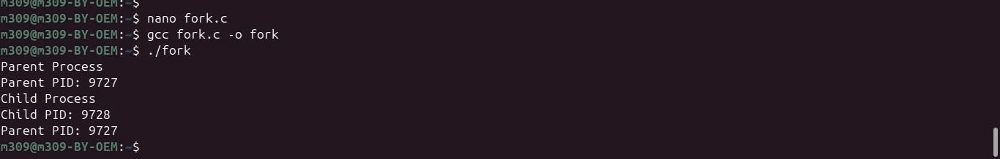 m309@m309-BY-OEM:~$
m309@m309-BY-OEM:~$ nano fork.c
m309@m309-BY-OEM:~$ gcc fork.c -o fork
m309@m309-BY-OEM:~$ ./fork
Parent Process
Parent PID: 9727
Child Process
Child PID: 9728
Parent PID: 9727
m309@m309-BY-OEM:~$